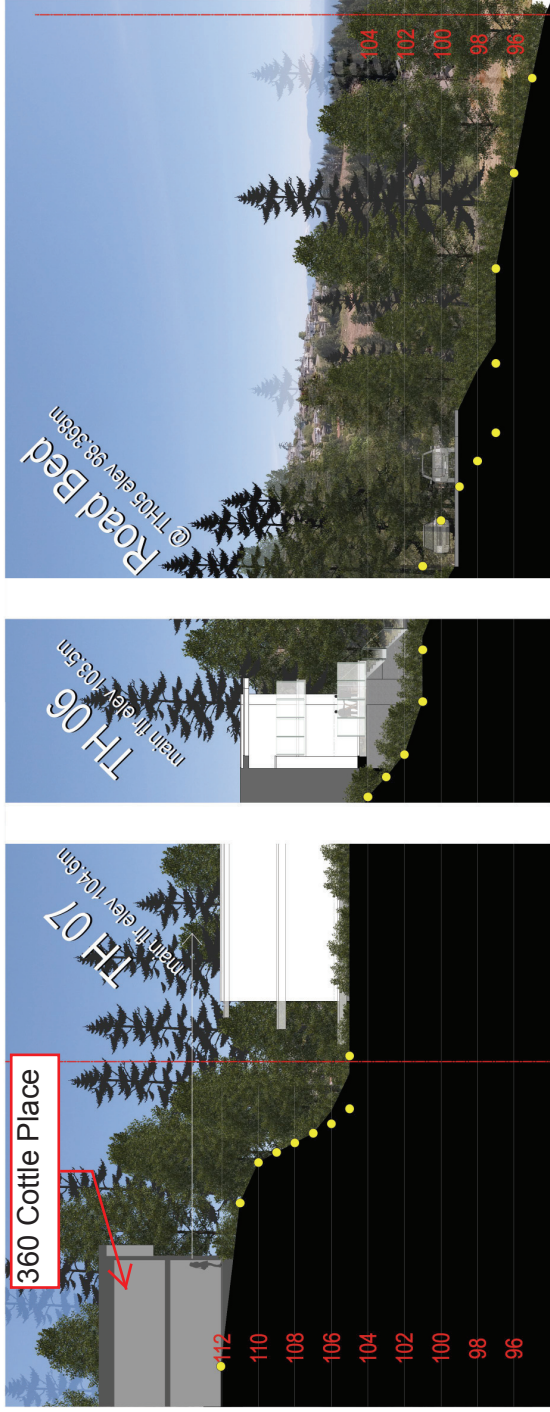 360 Cottle Place
TH 07
main flr elev 104.6m
112
110
108
106
104
102
100
98
96
TH 06
main flr elev 103.5m
Road Bed
@ TH05 elev 98.368m
104
102
100
98
96